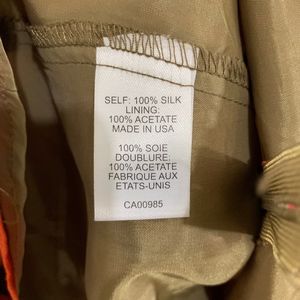 SELF: 100% SILK
LINING:
100% ACETATE
MADE IN USA
100% SOIE
DOUBLURE:
100% ACETATE
FABRIQUE AUX
ETATS-UNIS
CA00985